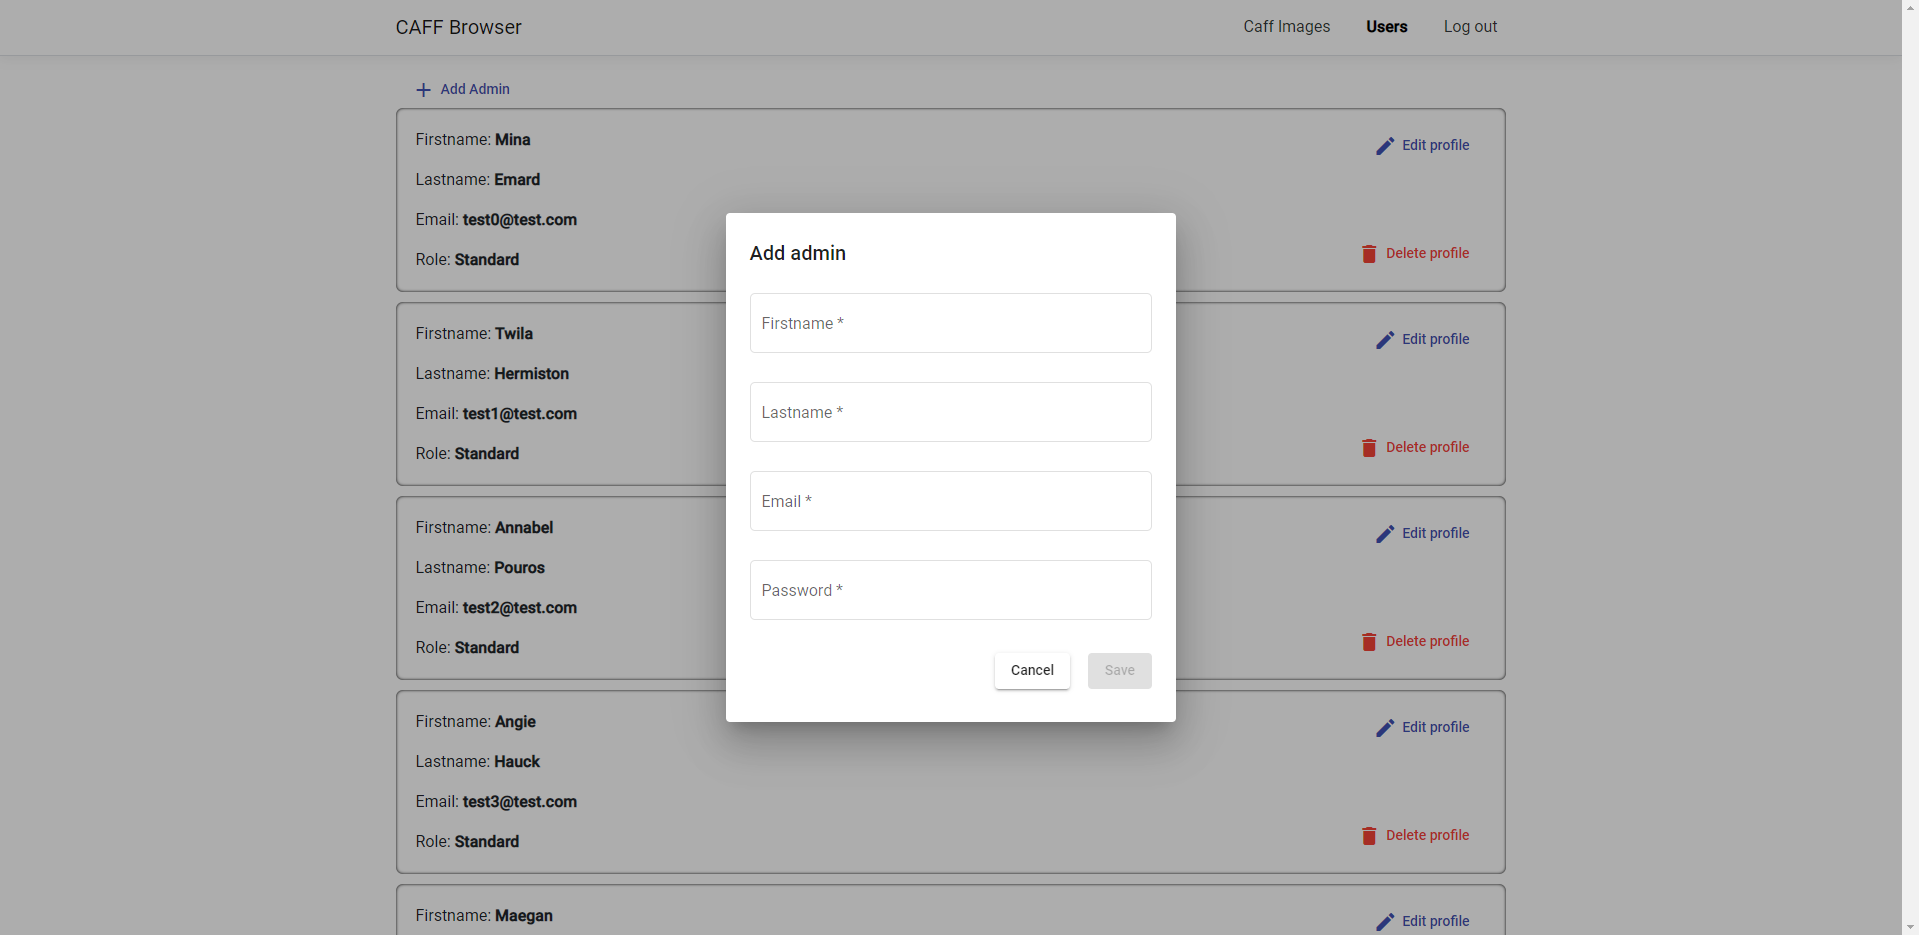 CAFF Browser
Caff Images
Users
Log out
Add Admin
Firstname: Mina
Edit profile
Lastname: Emard
Email: test0@test.com
Role: Standard
Delete profile
Firstname: Twila
Edit profile
Lastname: Hermiston
Email: test1@test.com
Role: Standard
Delete profile
Firstname: Annabel
Edit profile
Lastname: Pouros
Email: test2@test.com
Role: Standard
Delete profile
Firstname: Angie
Edit profile
Lastname: Hauck
Email: test3@test.com
Role: Standard
Delete profile
Firstname: Maegan
Edit profile
Add admin
Firstname *
Lastname *
Email *
Password *
Cancel
Save